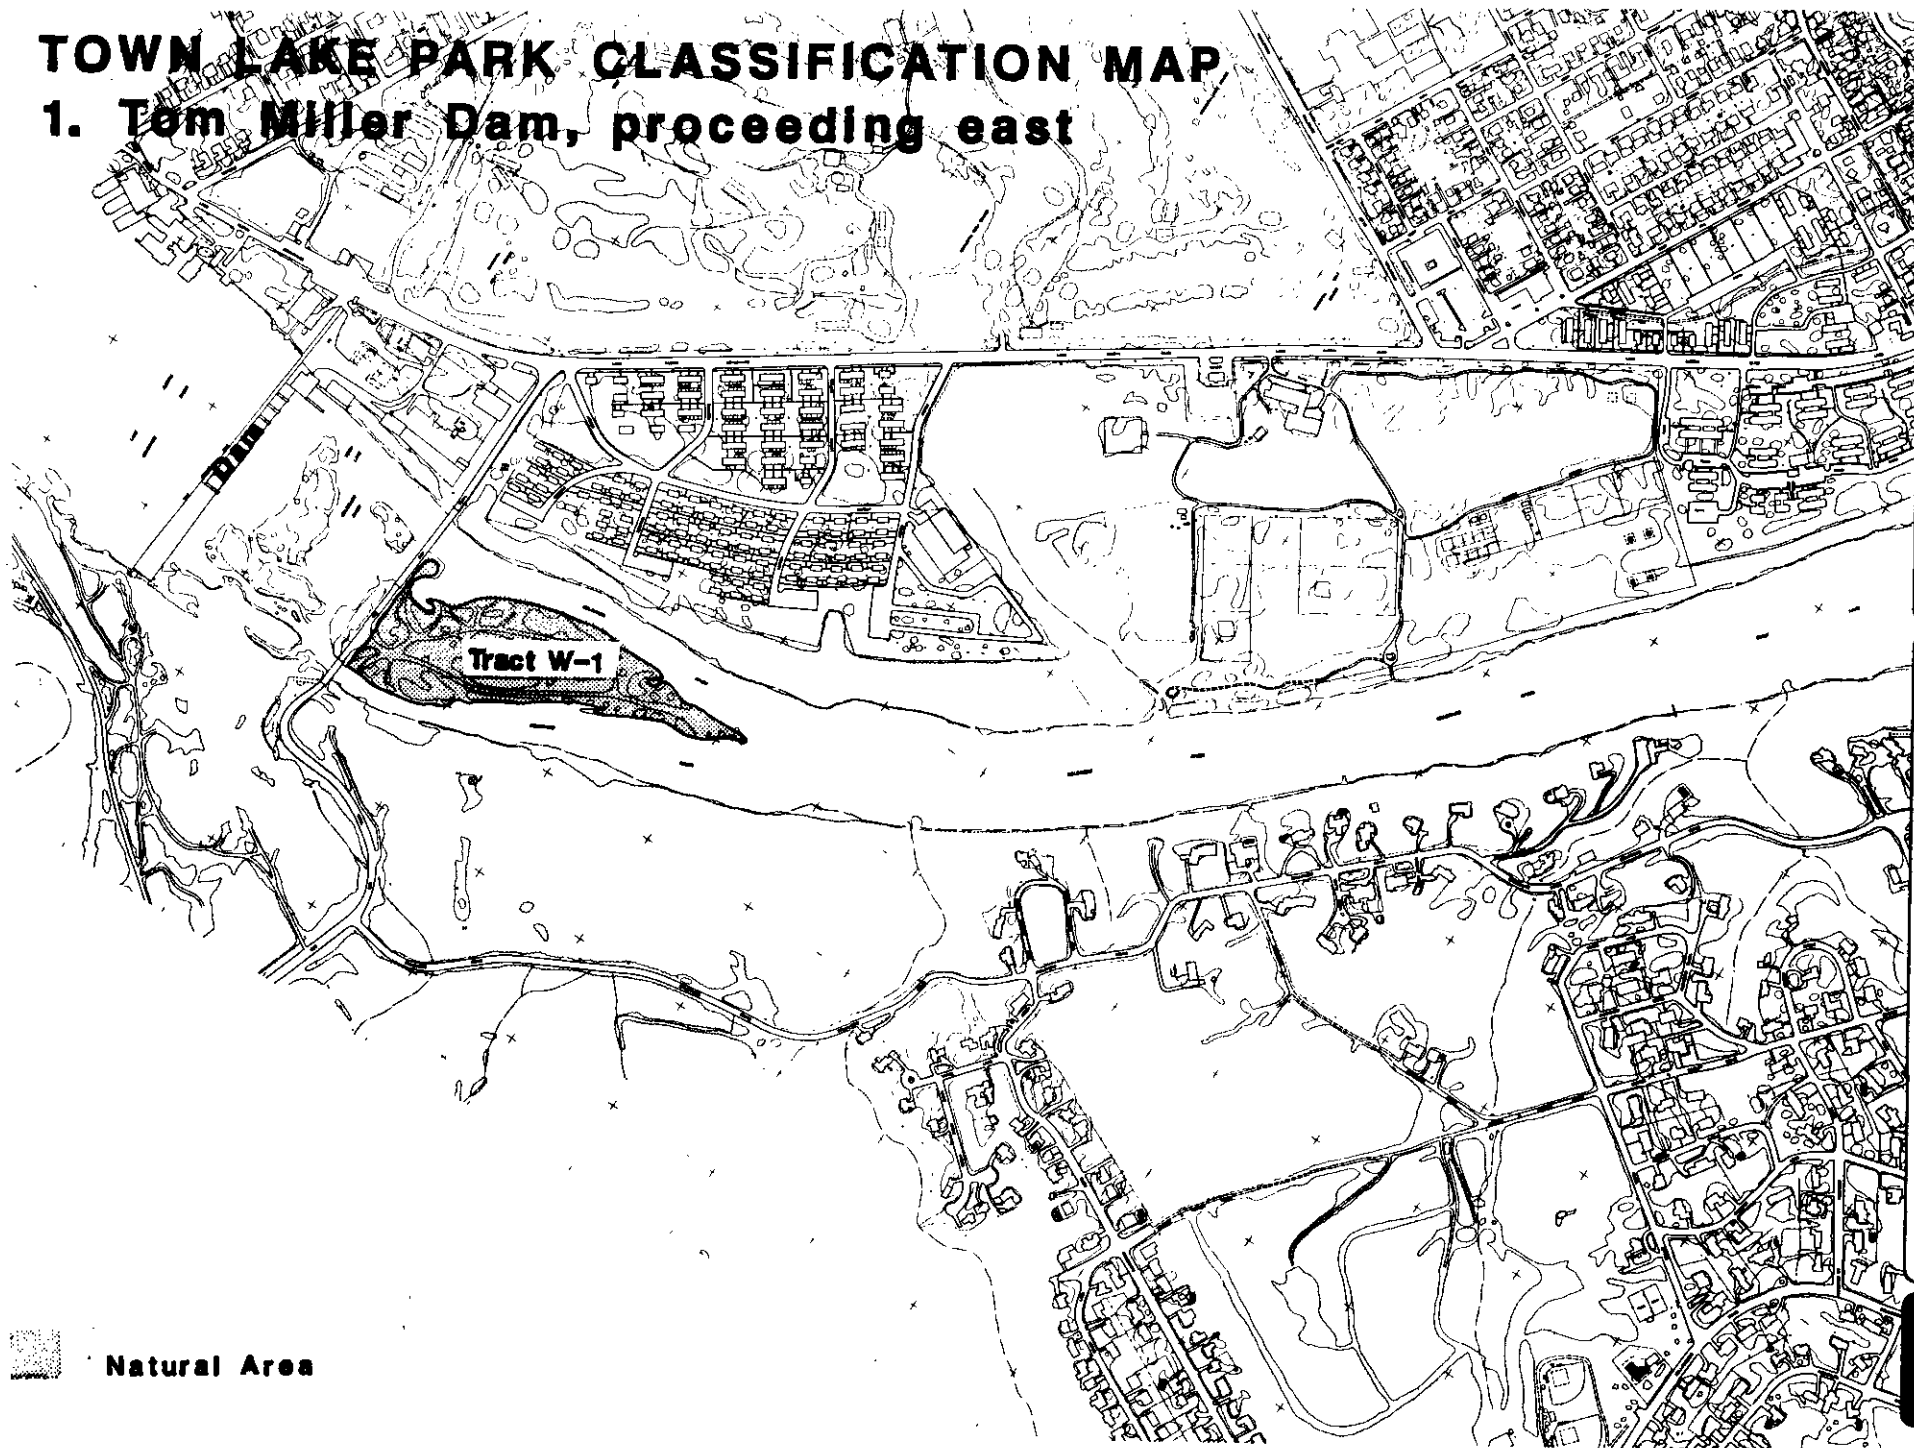 TOWN LAKE PARK CLASSIFICATION MAP
1. Tom Miller Dam, proceeding east
Dam
Tract W-1
Natural Area